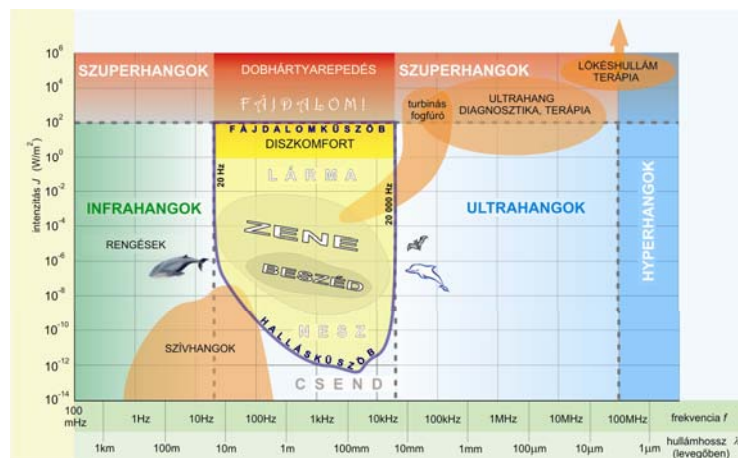 10⁶
10⁴
10²
10⁰
10⁻²
10⁻⁴
10⁻⁶
10⁻⁸
10⁻¹⁰
10⁻¹²
10⁻¹⁴
intenzitás J (W/m²)
SZUPERHANGOK
DOBHÁRTYAREPEDÉS
SZUPERHANGOK
LÖKÉSHULLÁM
TERÁPIA
FÁJDALOM!
turbinás
fogfúró
ULTRAHANG
DIAGNOSZTIKA, TERÁPIA
FÁJDALOMKÜSZÖB
DISZKOMFORT
20 Hz
LÁRMA
20 000 Hz
INFRAHANGOK
ZENE
ULTRAHANGOK
HYPERHANGOK
RENGÉSEK
BESZÉD
NESZ
SZÍVHANGOK
HALLÁSKÜSZÖB
CSEND
100
mHz
1Hz
10Hz
100Hz
1kHz
10kHz
100kHz
1MHz
10MHz
100MHz
frekvencia f
1km
100m
10m
1m
100mm
10mm
1mm
100µm
10µm
1µm
hullámhossz λ
(levegőben)